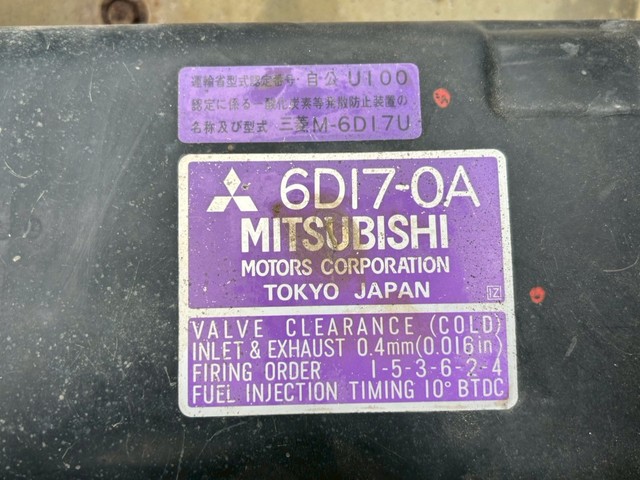 運輸省型式認定番号・自-公 U100
認定に係る一酸化炭素等発散防止装置の
名称及び型式 三菱M-6D17U
6D17-0A
MITSUBISHI
MOTORS CORPORATION
TOKYO JAPAN
IZ
VALVE CLEARANCE (COLD)
INLET & EXHAUST 0.4mm(0.016in)
FIRING ORDER 1-5-3-6-2-4
FUEL INJECTION TIMING 10° BTDC